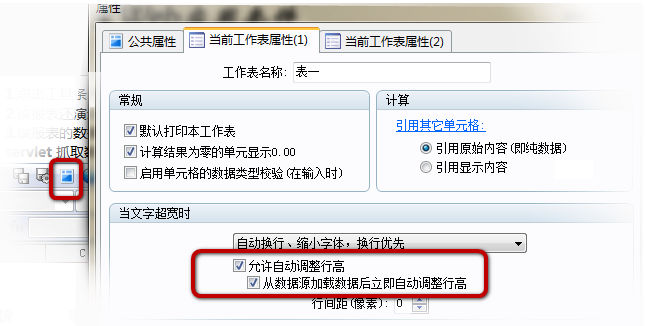 属性
公共属性
当前工作表属性(1)
当前工作表属性(2)
工作表名称: 表一
常规
默认打印本工作表
计算结果为零的单元显示0.00
启用单元格的数据类型校验(在输入时)
计算
引用其它单元格:
引用原始内容(即纯数据)
引用显示内容
当文字超宽时
自动换行、缩小字体，换行优先
允许自动调整行高
从数据源加载数据后立即自动调整行高
行间距(像素): 0
报表的数
servlet 抓取数
C